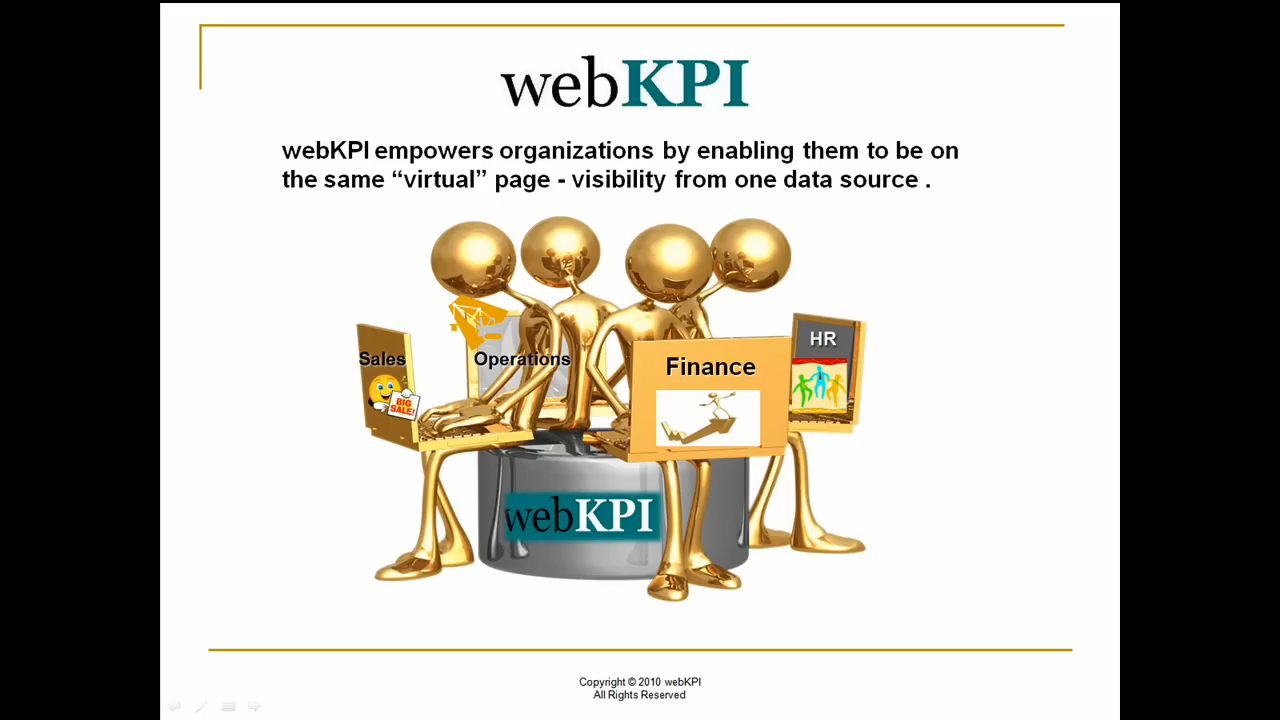 webKPI
webKPI empowers organizations by enabling them to be on
the same “virtual” page - visibility from one data source .
Sales
Operations
Finance
HR
BIG
SALE!
webKPI
Copyright © 2010 webKPI
All Rights Reserved